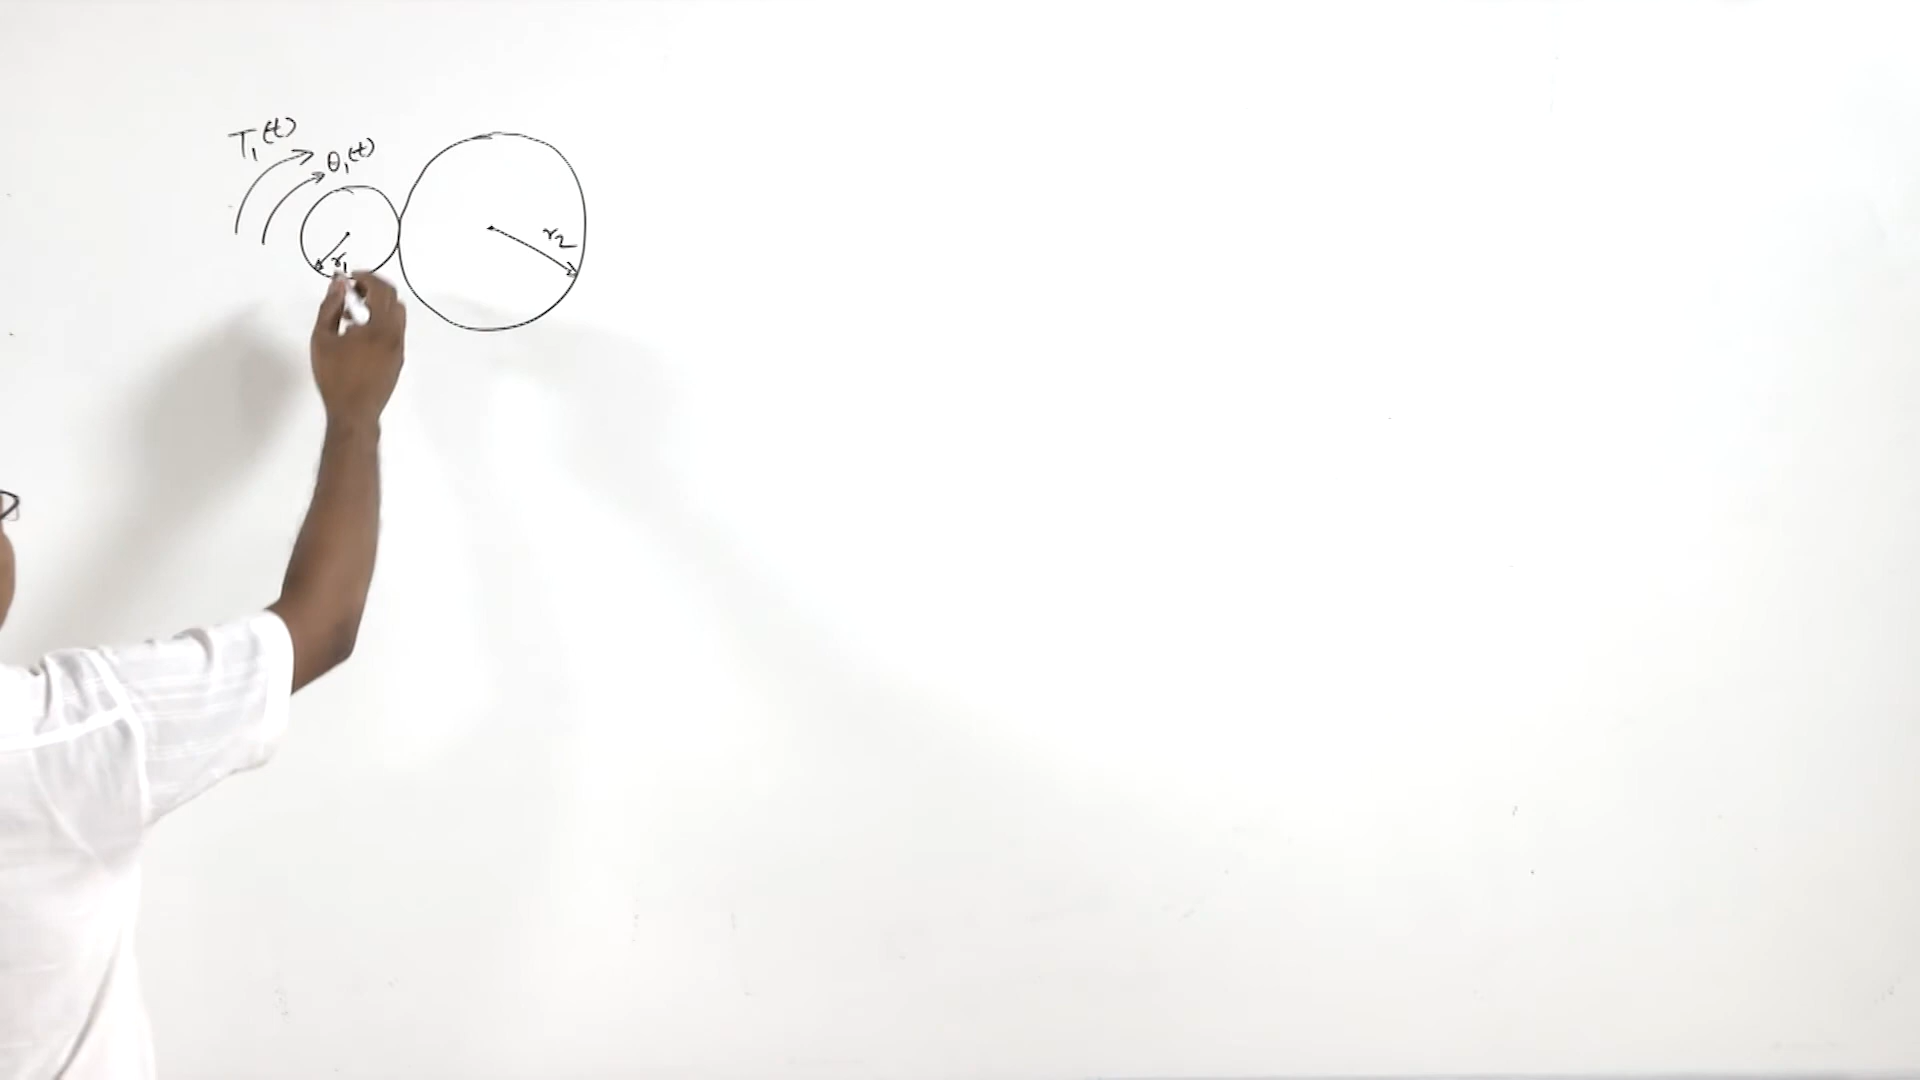 T₁(t)
θ₁(t)
r₁
r₂